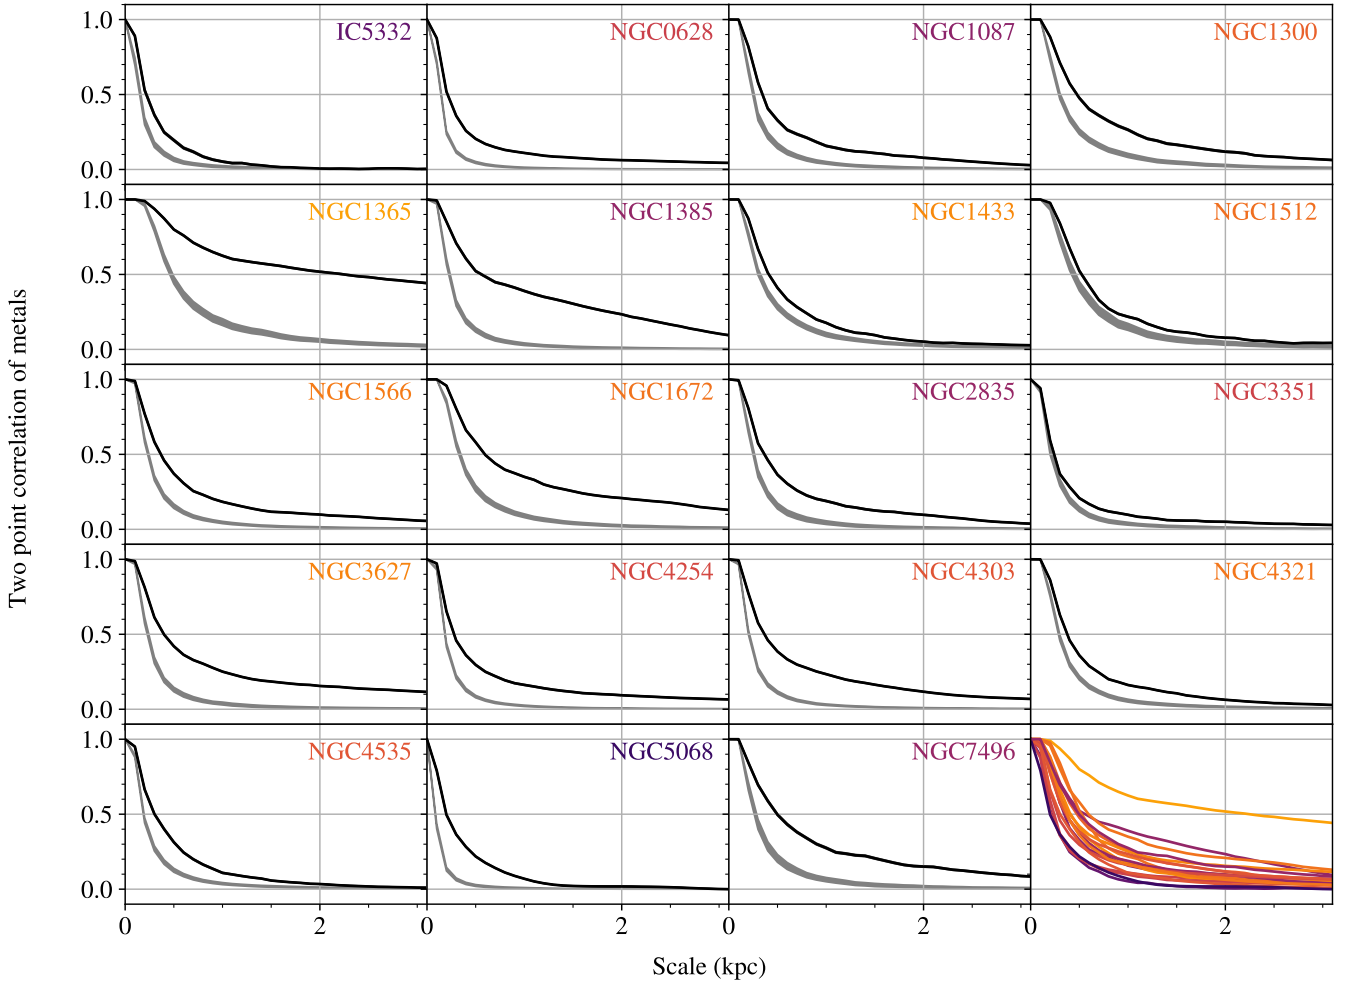 1.0
IC5332
NGC0628
NGC1087
NGC1300
0.5
0.0
1.0
NGC1365
NGC1385
NGC1433
NGC1512
0.5
0.0
Two point correlation of metals
1.0
NGC1566
NGC1672
NGC2835
NGC3351
0.5
0.0
1.0
NGC3627
NGC4254
NGC4303
NGC4321
0.5
0.0
1.0
NGC4535
NGC5068
NGC7496
0.5
0.0
0 2 0 2 0 2 0 2
Scale (kpc)